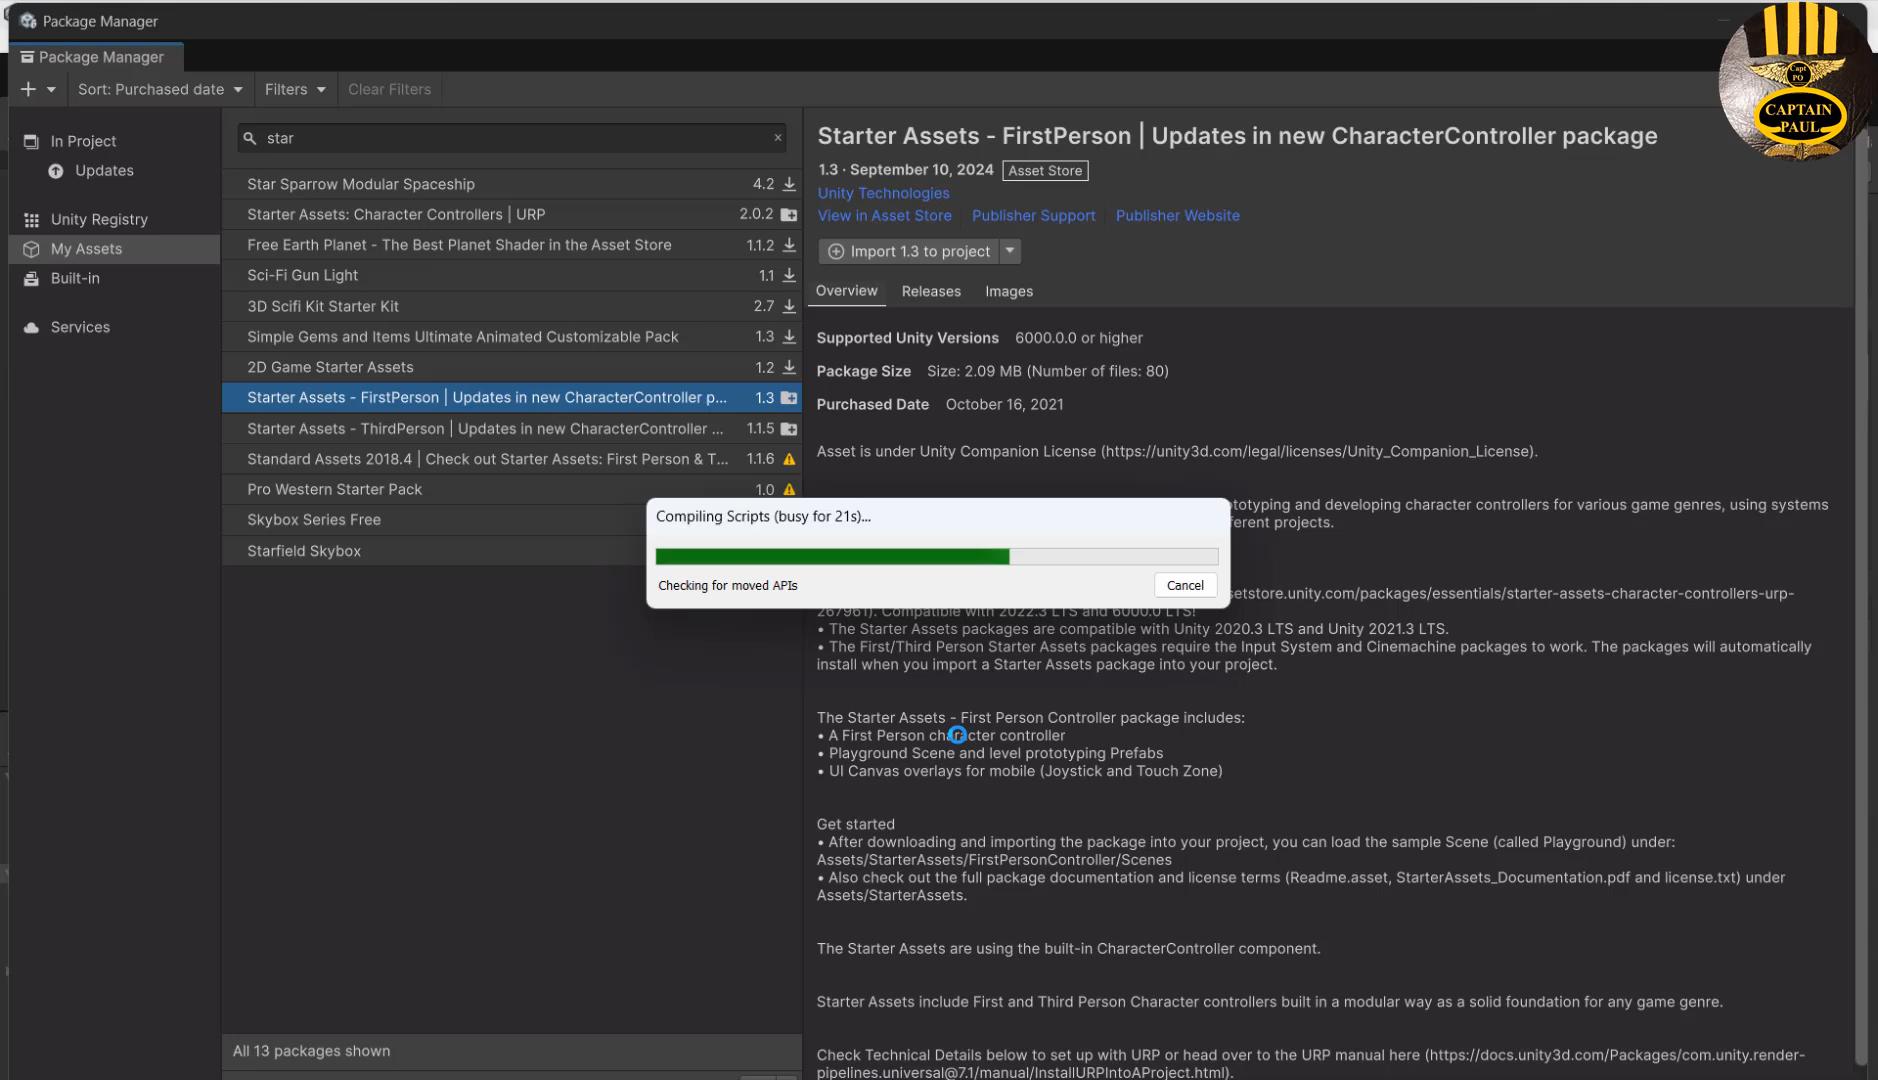 Package Manager
Package Manager
+ Sort: Purchased date Filters Clear Filters
In Project
Updates
Unity Registry
My Assets
Built-in
Services
star ×
Star Sparrow Modular Spaceship 4.2
Starter Assets: Character Controllers | URP 2.0.2
Free Earth Planet - The Best Planet Shader in the Asset Store 1.1.2
Sci-Fi Gun Light 1.1
3D Scifi Kit Starter Kit 2.7
Simple Gems and Items Ultimate Animated Customizable Pack 1.3
2D Game Starter Assets 1.2
Starter Assets - FirstPerson | Updates in new CharacterController p... 1.3
Starter Assets - ThirdPerson | Updates in new CharacterController ... 1.1.5
Standard Assets 2018.4 | Check out Starter Assets: First Person & T... 1.1.6
Pro Western Starter Pack 1.0
Skybox Series Free
Starfield Skybox
All 13 packages shown
Starter Assets - FirstPerson | Updates in new CharacterController package
1.3 · September 10, 2024 Asset Store
Unity Technologies
View in Asset Store Publisher Support Publisher Website
Import 1.3 to project
Overview Releases Images
Supported Unity Versions 6000.0.0 or higher
Package Size Size: 2.09 MB (Number of files: 80)
Purchased Date October 16, 2021
Asset is under Unity Companion License (https://unity3d.com/legal/licenses/Unity_Companion_License).
totyping and developing character controllers for various game genres, using systems
ferent projects.
Compiling Scripts (busy for 21s)...
Checking for moved APIs
Cancel
setstore.unity.com/packages/essentials/starter-assets-character-controllers-urp-
267961). Compatible with 2022.3 LTS and 6000.0 LTS!
• The Starter Assets packages are compatible with Unity 2020.3 LTS and Unity 2021.3 LTS.
• The First/Third Person Starter Assets packages require the Input System and Cinemachine packages to work. The packages will automatically
install when you import a Starter Assets package into your project.
The Starter Assets - First Person Controller package includes:
• A First Person character controller
• Playground Scene and level prototyping Prefabs
• UI Canvas overlays for mobile (Joystick and Touch Zone)
Get started
• After downloading and importing the package into your project, you can load the sample Scene (called Playground) under:
Assets/StarterAssets/FirstPersonController/Scenes
• Also check out the full package documentation and license terms (Readme.asset, StarterAssets_Documentation.pdf and license.txt) under
Assets/StarterAssets.
The Starter Assets are using the built-in CharacterController component.
Starter Assets include First and Third Person Character controllers built in a modular way as a solid foundation for any game genre.
Check Technical Details below to set up with URP or head over to the URP manual here (https://docs.unity3d.com/Packages/com.unity.render-
pipelines.universal@7.1/manual/InstallURPIntoAProject.html).
Capt
PO
CAPTAIN
PAUL